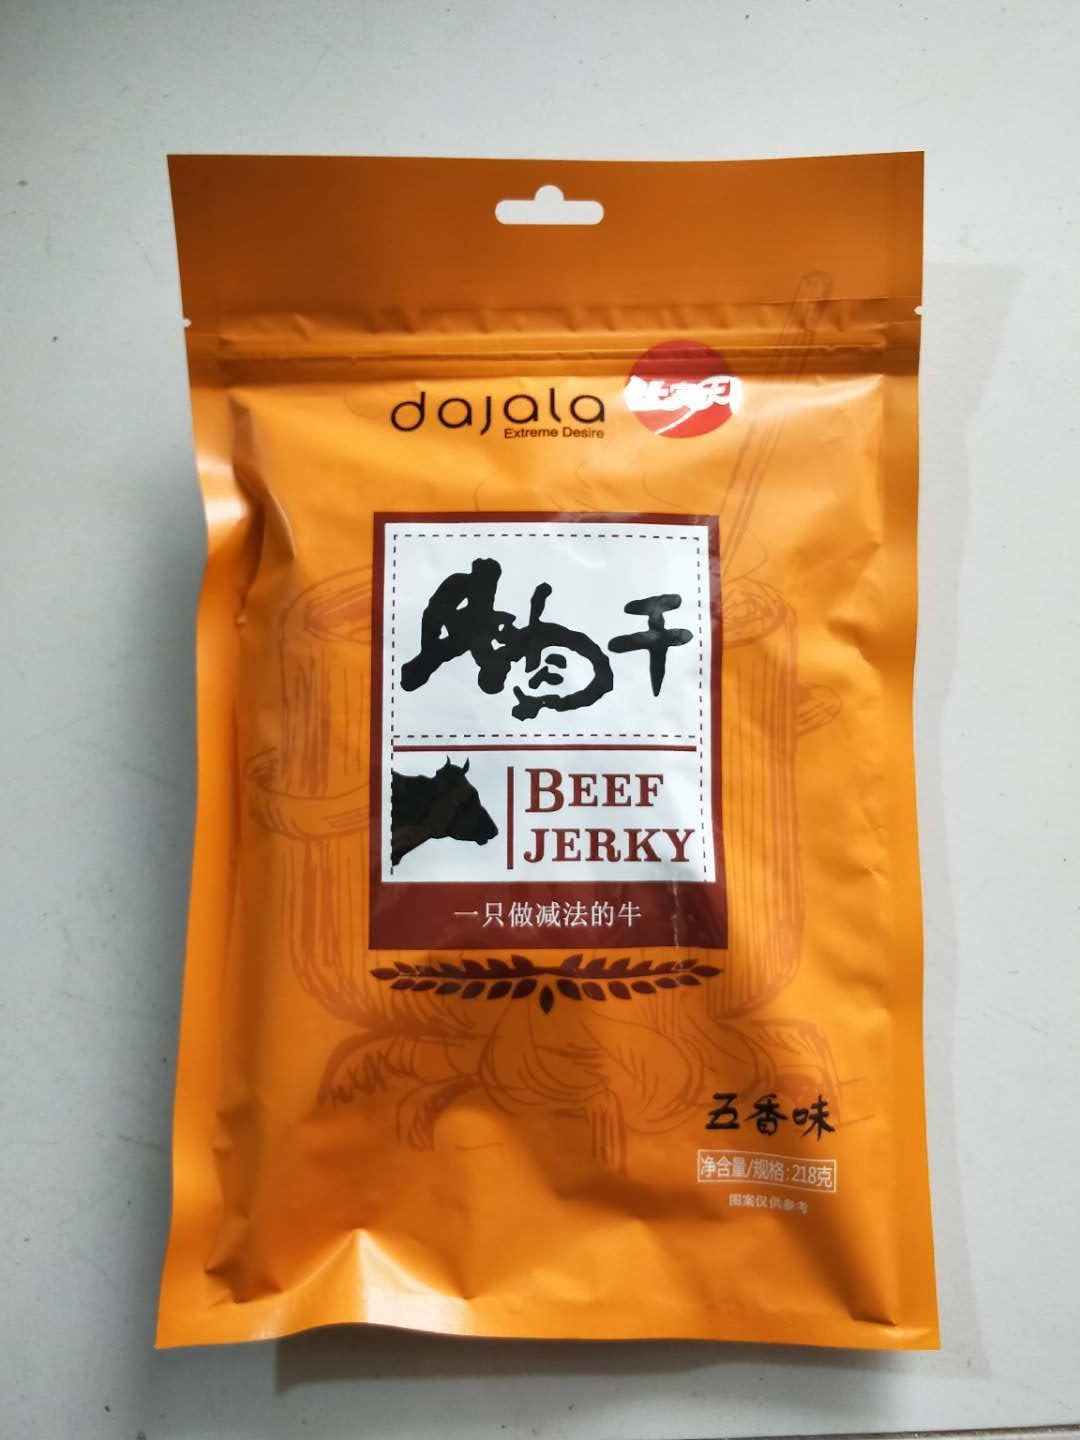 dajala
Extreme Desire
牛肉干
BEEF
JERKY
一只做减法的牛
五香味
净含量/规格:218克
图案仅供参考